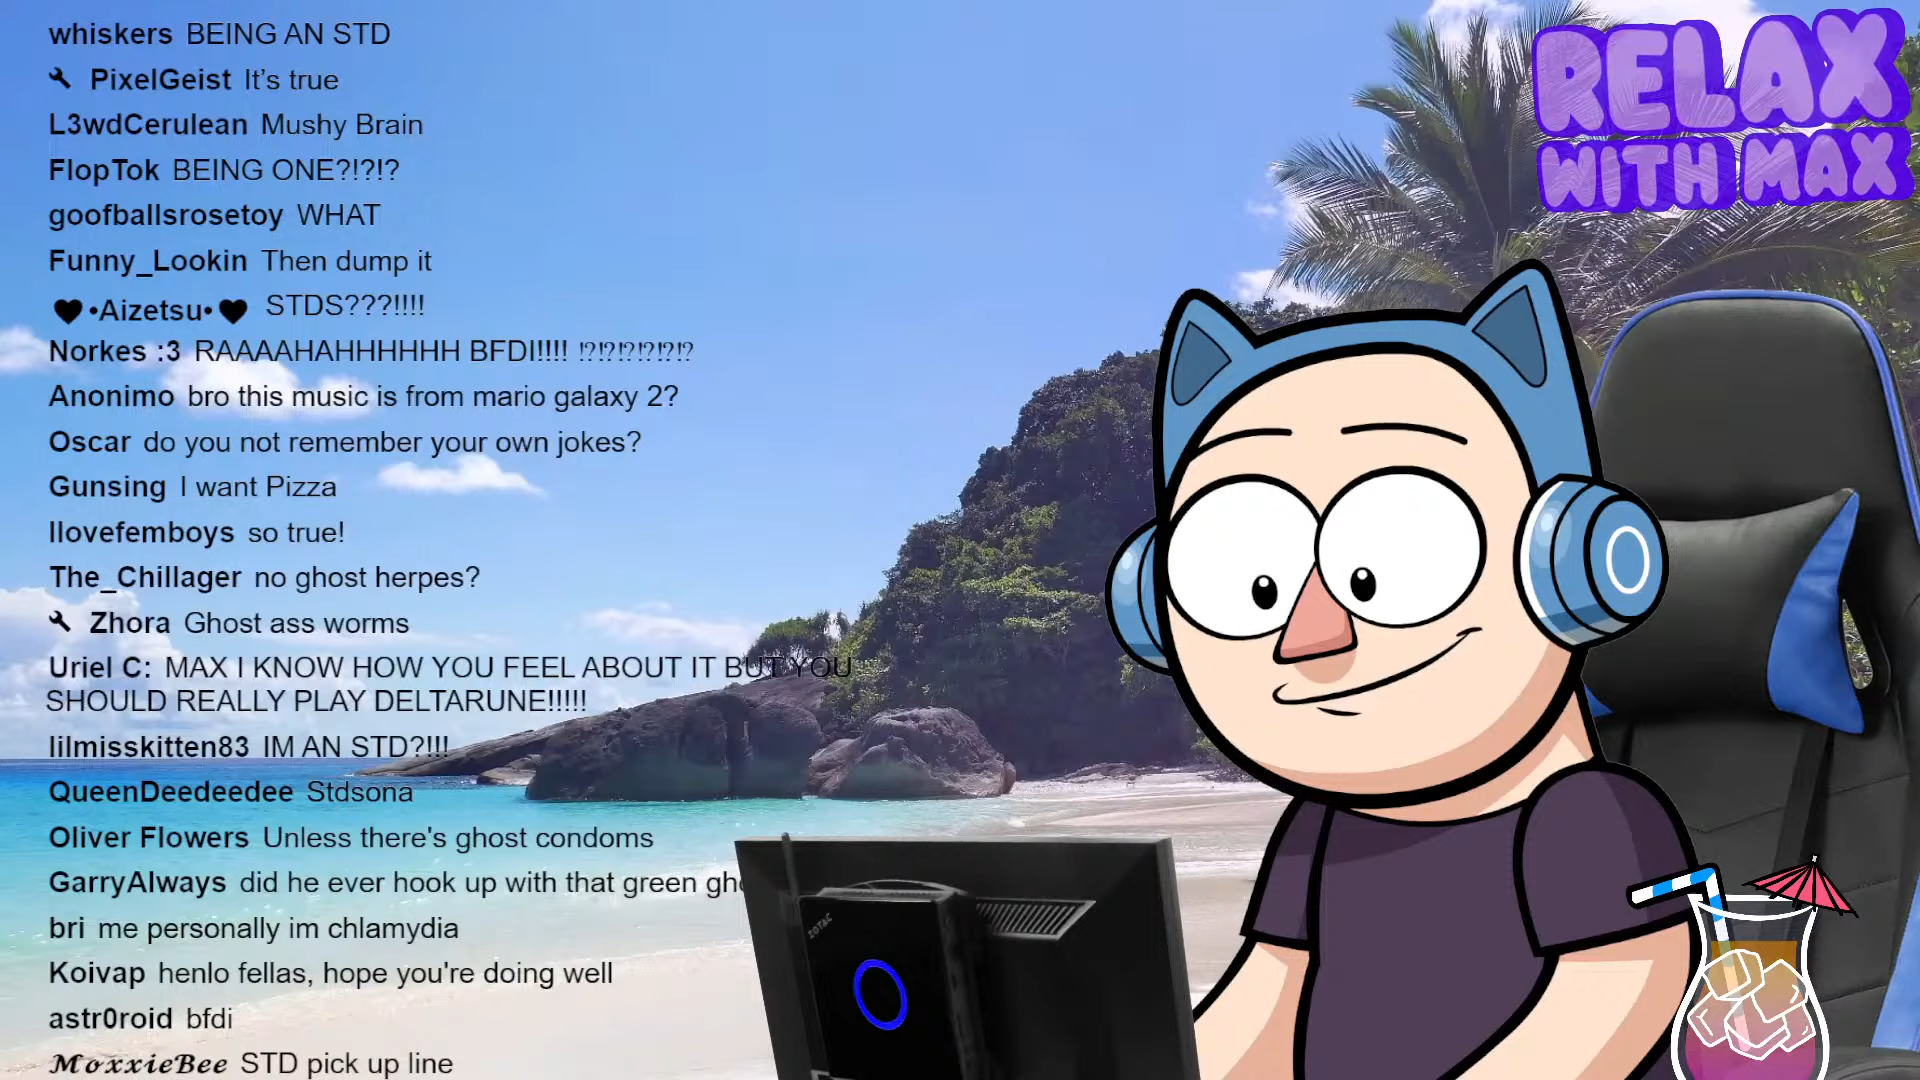 whiskers BEING AN STD
PixelGeist It's true
L3wdCerulean Mushy Brain
FlopTok BEING ONE?!?!?
goofballsrosetoy WHAT
Funny_Lookin Then dump it
♥•Aizetsu•♥ STDS???!!!!
Norkes :3 RAAAAHAHHHHHH BFDI!!!! !?!?!?!?!?!?!?
Anonimo bro this music is from mario galaxy 2?
Oscar do you not remember your own jokes?
Gunsing I want Pizza
Ilovefemboys so true!
The_Chillager no ghost herpes?
Zhora Ghost ass worms
Uriel C: MAX I KNOW HOW YOU FEEL ABOUT IT BUT YOU
SHOULD REALLY PLAY DELTARUNE!!!!!
lilmisskitten83 IM AN STD?!!!
QueenDeedeedee Stdsona
Oliver Flowers Unless there's ghost condoms
GarryAlways did he ever hook up with that green
bri me personally im chlamydia
Koivap henlo fellas, hope you're doing well
astr0roid bfdi
𝓜𝓸𝔁𝔁𝓲𝓮𝓑𝓮𝓮 STD pick up line
RELAX
WITH MAX
ZOTAC